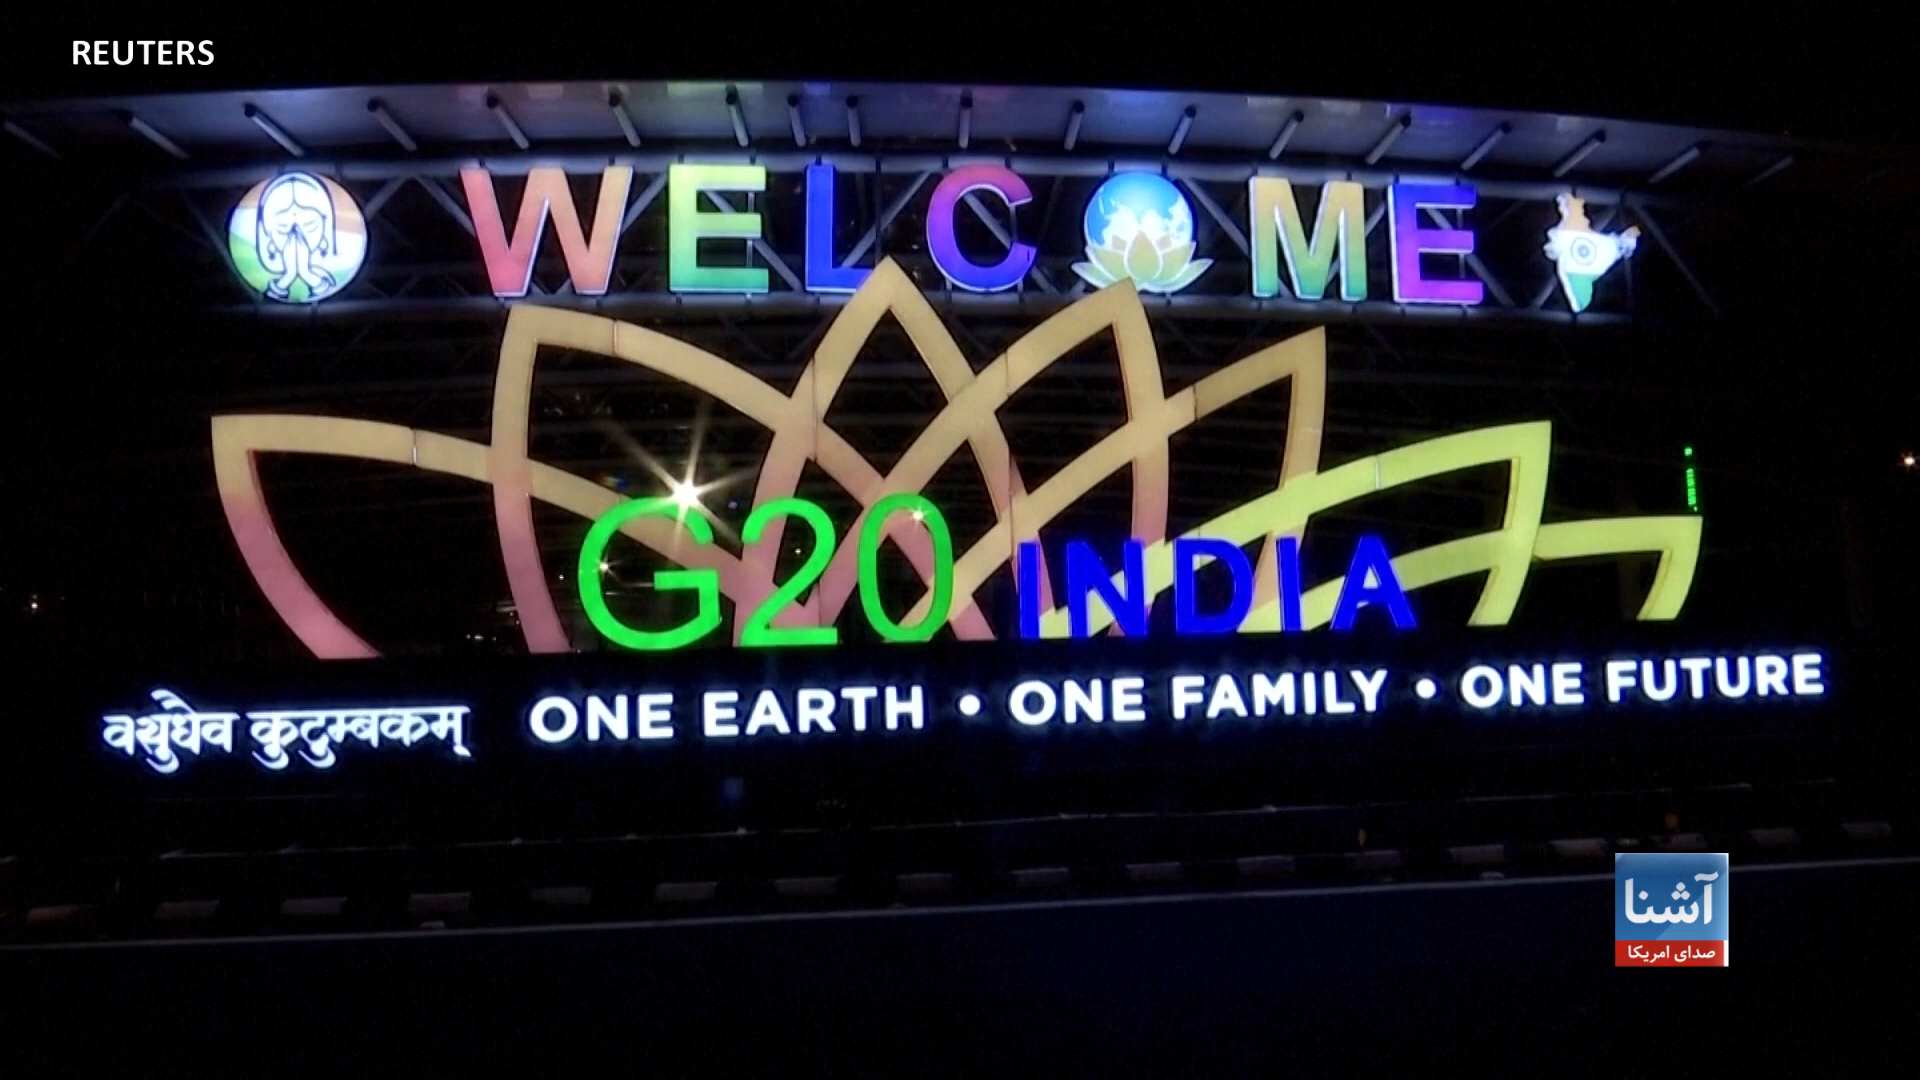 REUTERS
WELCOME
G20 INDIA
वसुधैव कुटुम्बकम् ONE EARTH • ONE FAMILY • ONE FUTURE
آشنا
صدای امریکا